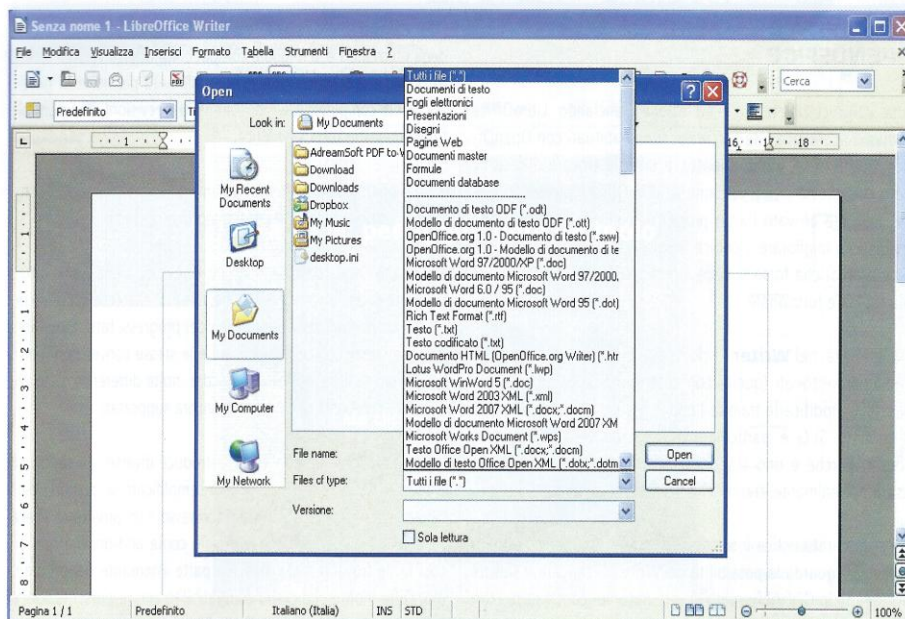 Senza nome 1 - LibreOffice Writer
File Modifica Visualizza Inserisci Formato Tabella Strumenti Finestra ?
Cerca
Predefinito
Open
Look in: My Documents
16 17 18
My Recent Documents
Desktop
My Documents
My Computer
My Network
AdreamSoft PDF to
Download
Downloads
Dropbox
My Music
My Pictures
desktop.ini
Tutti i file (*.*)
Documenti di testo
Fogli elettronici
Presentazioni
Disegni
Pagine Web
Documenti master
Formule
Documenti database
------------------------------
Documento di testo ODF (*.odt)
Modello di documento di testo ODF (*.ott)
OpenOffice.org 1.0 - Documento di testo (*.sxw)
OpenOffice.org 1.0 - Modello di documento di te
Microsoft Word 97/2000/XP (*.doc)
Modello di documento Microsoft Word 97/2000,
Microsoft Word 6.0 / 95 (*.doc)
Modello di documento Microsoft Word 95 (*.dot)
Rich Text Format (*.rtf)
Testo (*.txt)
Testo codificato (*.txt)
Documento HTML (OpenOffice.org Writer) (*.htr
Lotus WordPro Document (*.lwp)
Microsoft WinWord 5 (*.doc)
Microsoft Word 2003 XML (*.xml)
Microsoft Word 2007 XML (*.docx;*.docm)
Modello di documento Microsoft Word 2007 XM
Microsoft Works Document (*.wps)
Testo Office Open XML (*.docx;*.docm)
Modello di testo Office Open XML (*.dotx;*.dotm
File name:
Open
Files of type: Tutti i file (*.*)
Cancel
Versione:
Sola lettura
Pagina 1 / 1 Predefinito Italiano (Italia) INS STD 100%